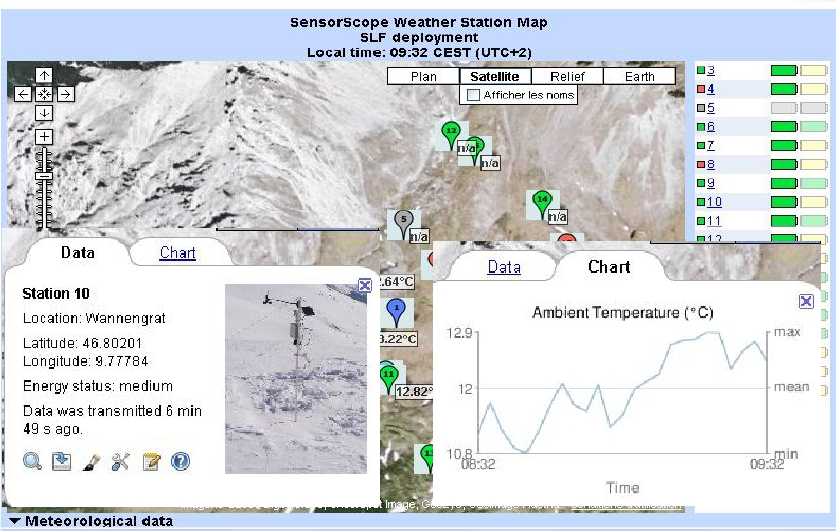 SensorScope Weather Station Map
SLF deployment
Local time: 09:32 CEST (UTC+2)
Plan
Satellite
Relief
Earth
Afficher les noms
3
4
5
6
7
8
9
10
11
12
12
n/a
n/a
14
n/a
5
n/a
2.64°C
1
8.22°C
11
12.82°
Data
Chart
Station 10
Location: Wannengrat
Latitude: 46.80201
Longitude: 9.77784
Energy status: medium
Data was transmitted 6 min
49 s ago.
Data
Chart
Ambient Temperature (°C)
12.9
max
12
mean
10.8
min
08:32
09:32
Time
Meteorological data